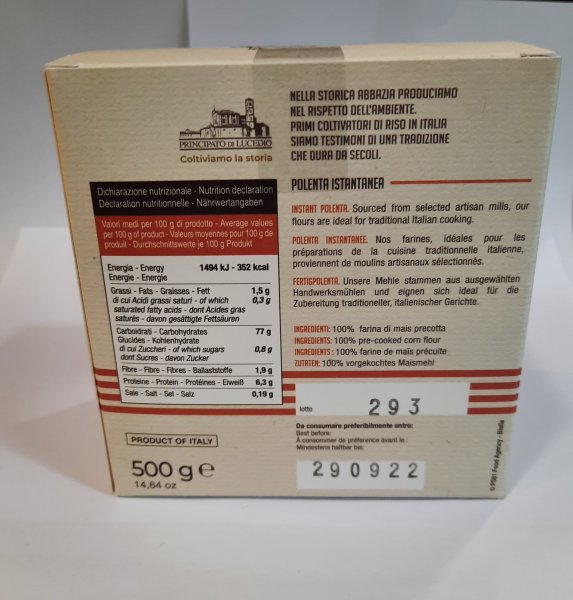 NELLA STORICA ABBAZIA PRODUCIAMO
NEL RISPETTO DELL'AMBIENTE.
PRIMI COLTIVATORI DI RISO IN ITALIA
SIAMO TESTIMONI DI UNA TRADIZIONE
CHE DURA DA SECOLI.
PRINCIPATO DI LUCEDIO
Coltiviamo la storia
Dichiarazione nutrizionale - Nutrition declaration
Déclaration nutritionnelle - Nährwertangaben
Valori medi per 100 g di prodotto - Average values
per 100 g of product - Valeurs moyennes pour 100 g de
produit - Durchschnittswerte je 100 g Produkt
Energia - Energy 1494 kJ - 352 kcal
Energie - Energie
Grassi - Fats - Graisses - Fett 1,5 g
di cui Acidi grassi saturi - of which 0,3 g
saturated fatty acids - dont Acides gras
saturés - davon gesättigte Fettsäuren
Carboidrati - Carbohydrates 77 g
Glucides - Kohlenhydrate
di cui Zuccheri - of which sugars 0,8 g
dont Sucres - davon Zucker
Fibre - Fibre - Fibres - Ballaststoffe 1,9 g
Proteine - Protein - Protéines - Eiweiß 6,3 g
Sale - Salt - Sel - Salz 0,19 g
PRODUCT OF ITALY
500 g e
14,64 oz
POLENTA ISTANTANEA
INSTANT POLENTA. Sourced from selected artisan mills, our
flours are ideal for traditional Italian cooking.
POLENTA INSTANTANÉE. Nos farines, idéales pour les
préparations de la cuisine traditionnelle italienne,
proviennent de moulins artisanaux sélectionnés.
FERTIGPOLENTA. Unsere Mehle stammen aus ausgewählten
Handwerksmühlen und eignen sich ideal für die
Zubereitung traditioneller, italienischer Gerichte.
INGREDIENTI: 100% farina di mais precotta
INGREDIENTS: 100% pre-cooked corn flour
INGREDIENTS: 100% farine de maïs précuite
ZUTATEN: 100% vorgekochtes Maismehl
lotto 293
Da consumare preferibilmente entro:
Best before:
À consommer de préférence avant le:
Mindestens haltbar bis:
290922
© PS81 Food Agency - Biella